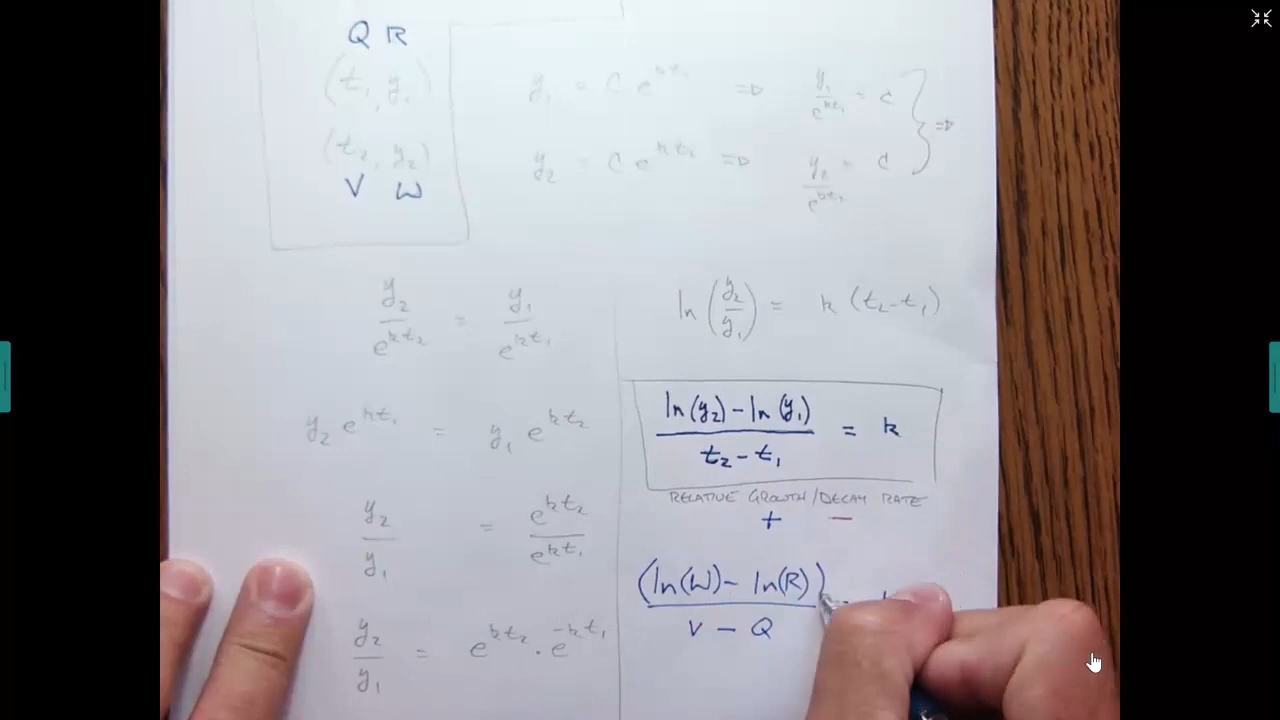 Q R
(t₁, y₁)
(t₂, y₂)
V W
y₁ = C e^{kt₁} ⇒ y₁/e^{kt₁} = C
y₂ = C e^{kt₂} ⇒ y₂/e^{kt₂} = C } ⇒
y₂/e^{kt₂} = y₁/e^{kt₁}
y₂ e^{kt₁} = y₁ e^{kt₂}
y₂/y₁ = e^{kt₂}/e^{kt₁}
y₂/y₁ = e^{kt₂} · e^{-kt₁}
ln(y₂/y₁) = k (t₂-t₁)
(ln(y₂) - ln(y₁))/(t₂ - t₁) = k
RELATIVE GROWTH/DECAY RATE
+ −
(ln(W) - ln(R))/(V - Q)